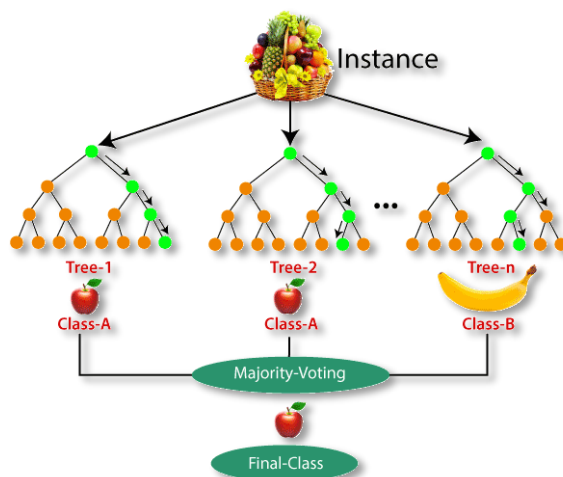 Instance
...
Tree-1 Tree-2 Tree-n
Class-A Class-A Class-B
Majority-Voting
Final-Class